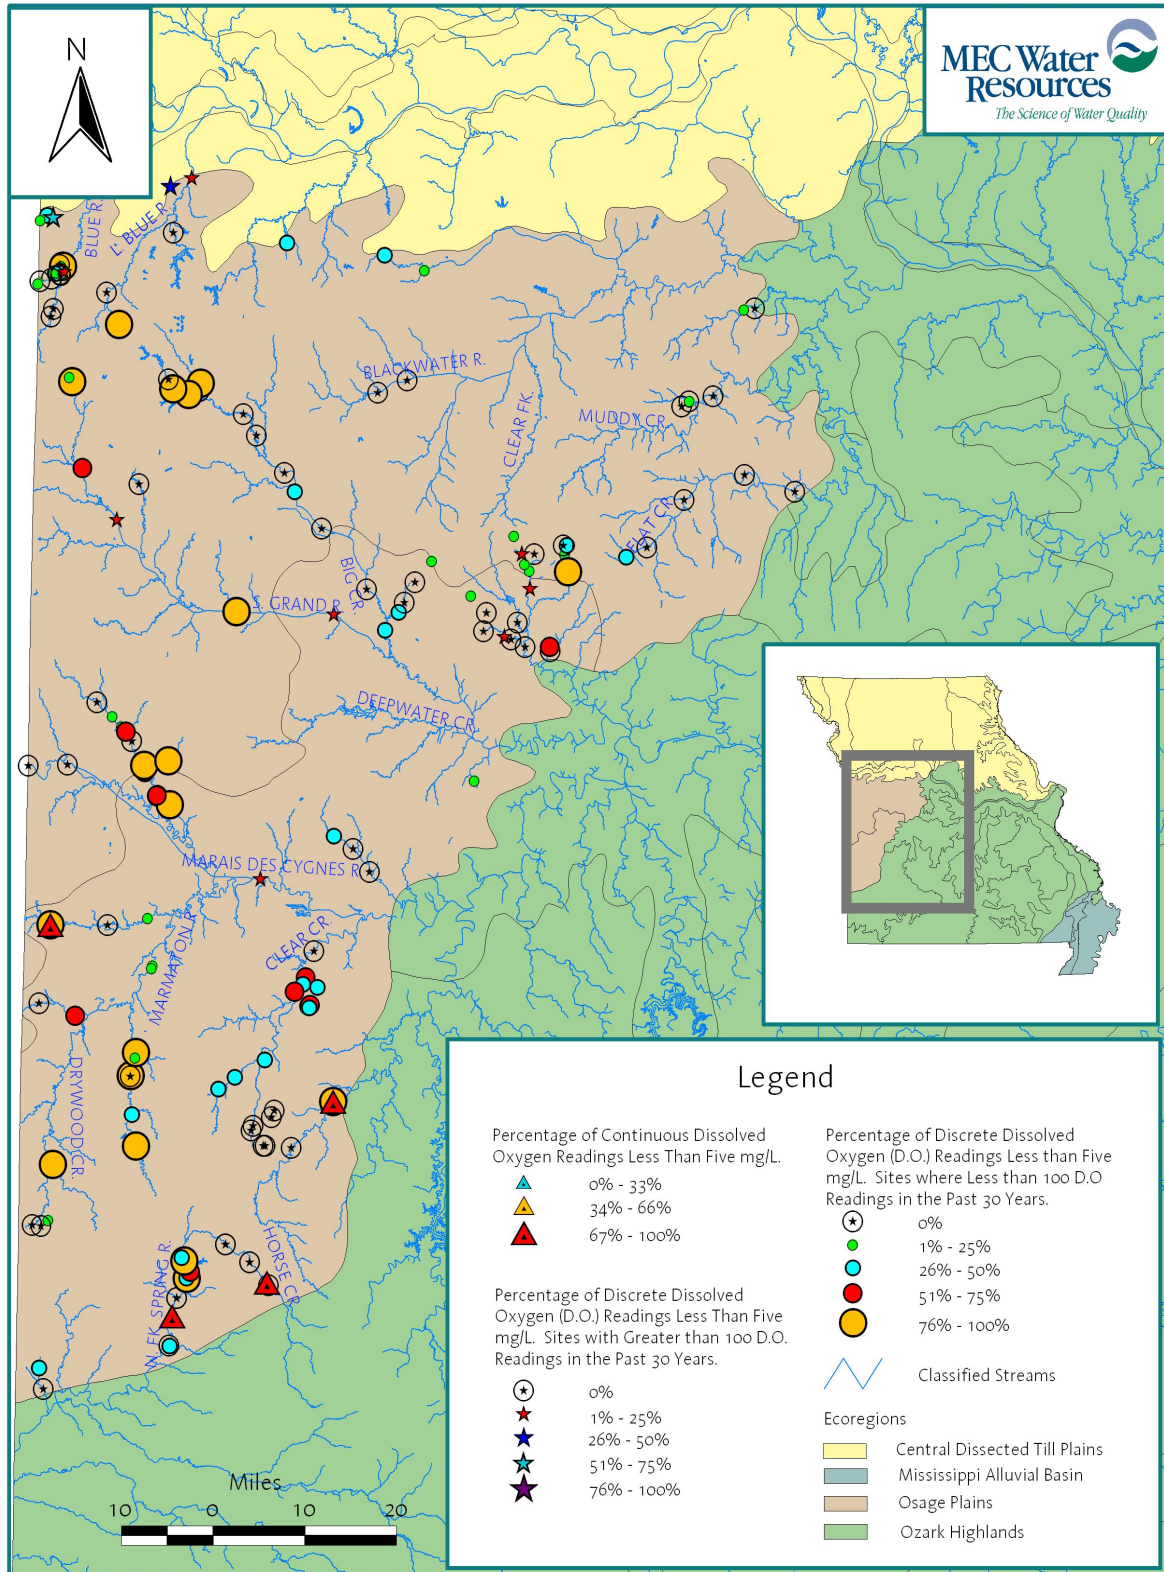 N
MEC Water
Resources
The Science of Water Quality
BLUE R.
L. BLUE R.
BLACKWATER R.
CLEAR FK.
MUDDY CR.
FLAT CR.
BIG CR.
S. GRAND R.
DEEPWATER CR.
MARAIS DES CYGNES R.
CLEAR CR.
MARMATON R.
DRYWOOD CR.
HORSE CR.
N. FK. SPRING R.
Miles
10 0 10 20
Legend
Percentage of Continuous Dissolved
Oxygen Readings Less Than Five mg/L.
0% - 33%
34% - 66%
67% - 100%
Percentage of Discrete Dissolved
Oxygen (D.O.) Readings Less Than Five
mg/L. Sites with Greater than 100 D.O.
Readings in the Past 30 Years.
0%
1% - 25%
26% - 50%
51% - 75%
76% - 100%
Percentage of Discrete Dissolved
Oxygen (D.O.) Readings Less than Five
mg/L. Sites where Less than 100 D.O
Readings in the Past 30 Years.
0%
1% - 25%
26% - 50%
51% - 75%
76% - 100%
Classified Streams
Ecoregions
Central Dissected Till Plains
Mississippi Alluvial Basin
Osage Plains
Ozark Highlands